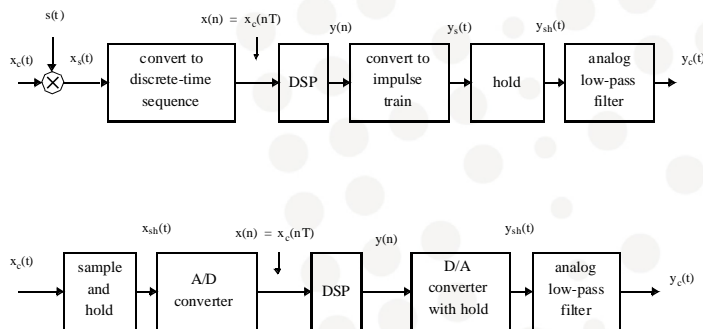 s(t)
x(n) = x_c(nT)
y(n)
y_s(t)
y_sh(t)
x_c(t)
x_s(t)
convert to
discrete-time
sequence
DSP
convert to
impulse
train
hold
analog
low-pass
filter
y_c(t)
x_sh(t)
x(n) = x_c(nT)
y(n)
y_sh(t)
x_c(t)
sample
and
hold
A/D
converter
DSP
D/A
converter
with hold
analog
low-pass
filter
y_c(t)